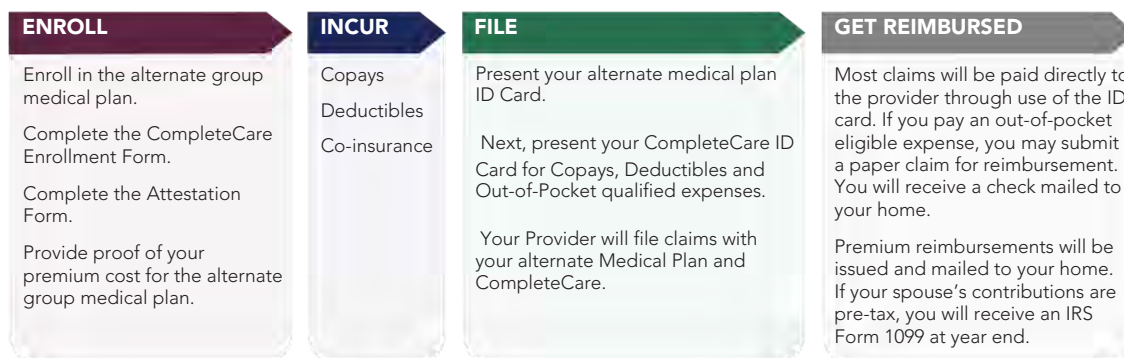 ENROLL
Enroll in the alternate group
medical plan.
Complete the CompleteCare
Enrollment Form.
Complete the Attestation
Form.
Provide proof of your
premium cost for the alternate
group medical plan.
INCUR
Copays
Deductibles
Co-insurance
FILE
Present your alternate medical plan
ID Card.
Next, present your CompleteCare ID
Card for Copays, Deductibles and
Out-of-Pocket qualified expenses.
Your Provider will file claims with
your alternate Medical Plan and
CompleteCare.
GET REIMBURSED
Most claims will be paid directly to
the provider through use of the ID
card. If you pay an out-of-pocket
eligible expense, you may submit
a paper claim for reimbursement.
You will receive a check mailed to
your home.
Premium reimbursements will be
issued and mailed to your home.
If your spouse's contributions are
pre-tax, you will receive an IRS
Form 1099 at year end.